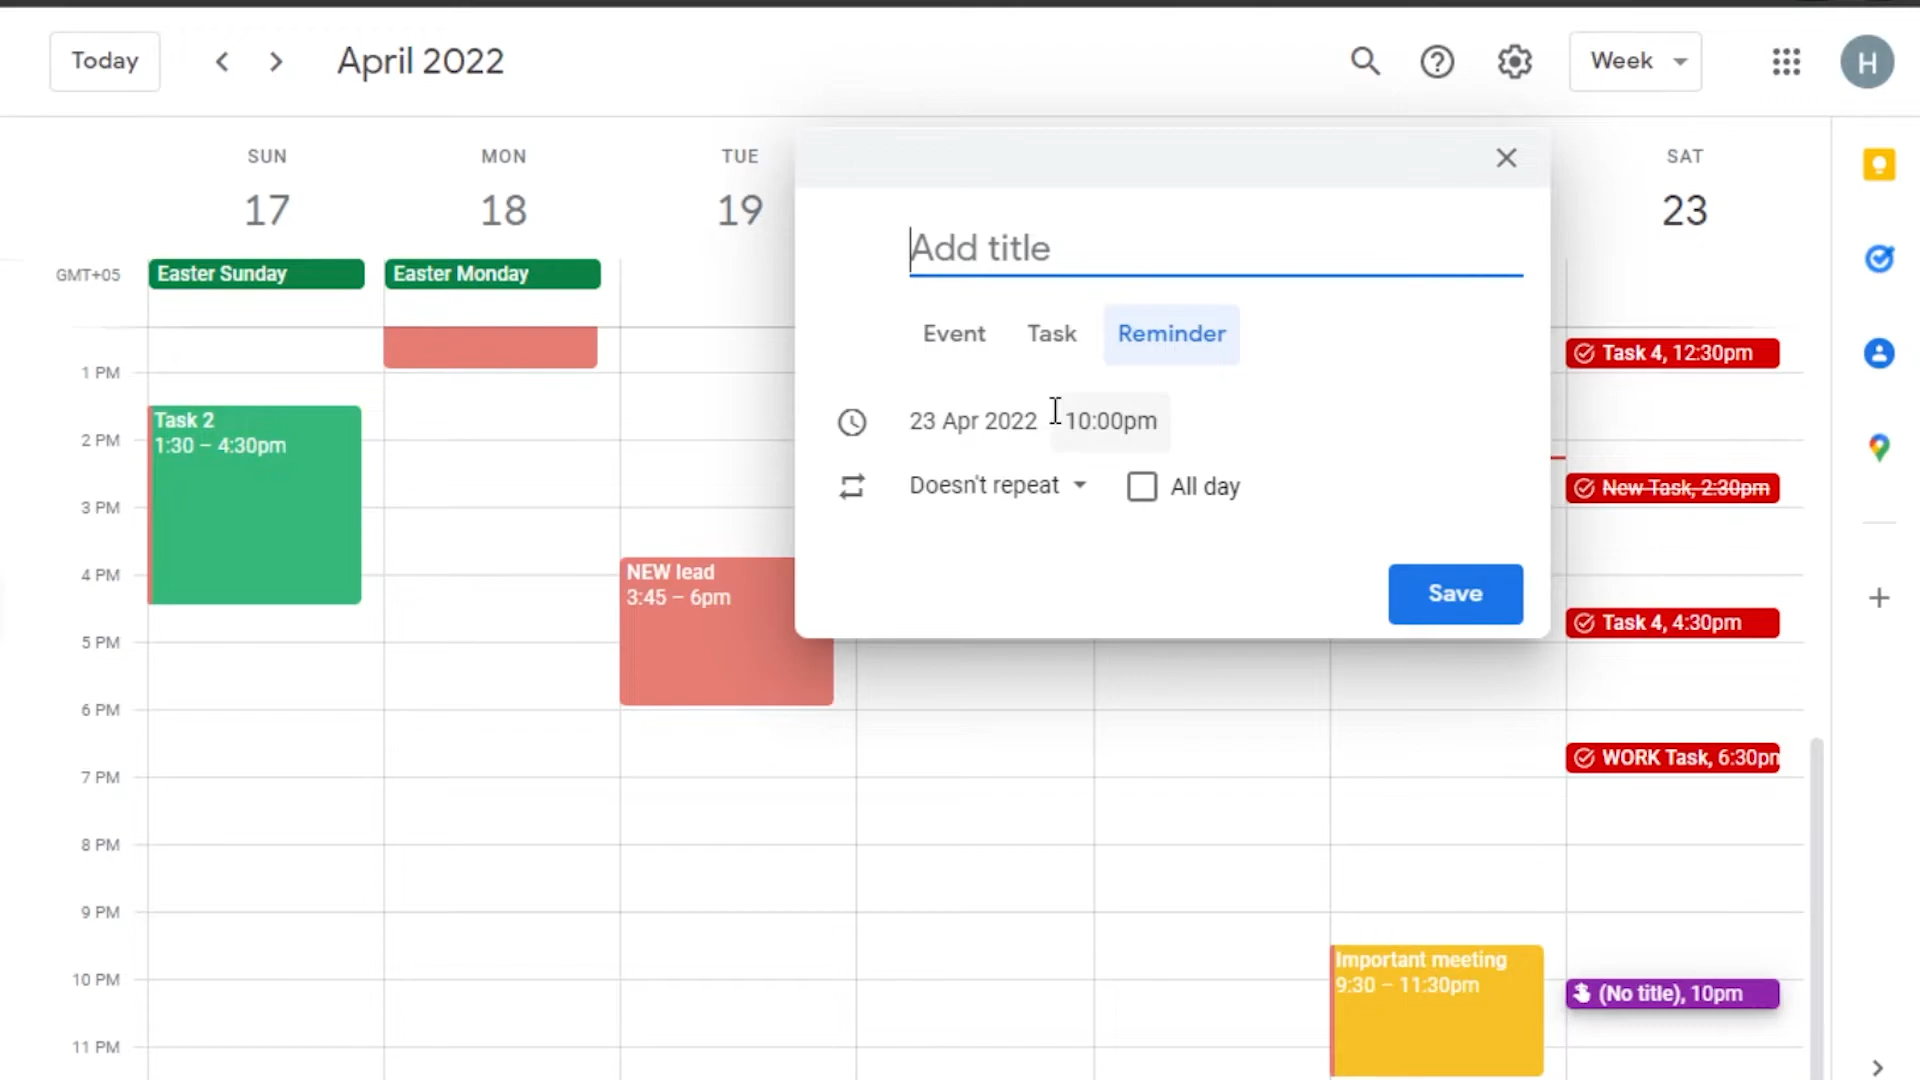 Today
April 2022
Week
H
SUN
MON
TUE
SAT
17
18
19
23
GMT+05
Easter Sunday
Easter Monday
Add title
Event
Task
Reminder
23 Apr 2022
10:00pm
Doesn't repeat
All day
Save
1 PM
2 PM
3 PM
4 PM
5 PM
6 PM
7 PM
8 PM
9 PM
10 PM
11 PM
Task 2
1:30 – 4:30pm
NEW lead
3:45 – 6pm
Important meeting
9:30 – 11:30pm
Task 4, 12:30pm
New Task, 2:30pm
Task 4, 4:30pm
WORK Task, 6:30pm
(No title), 10pm